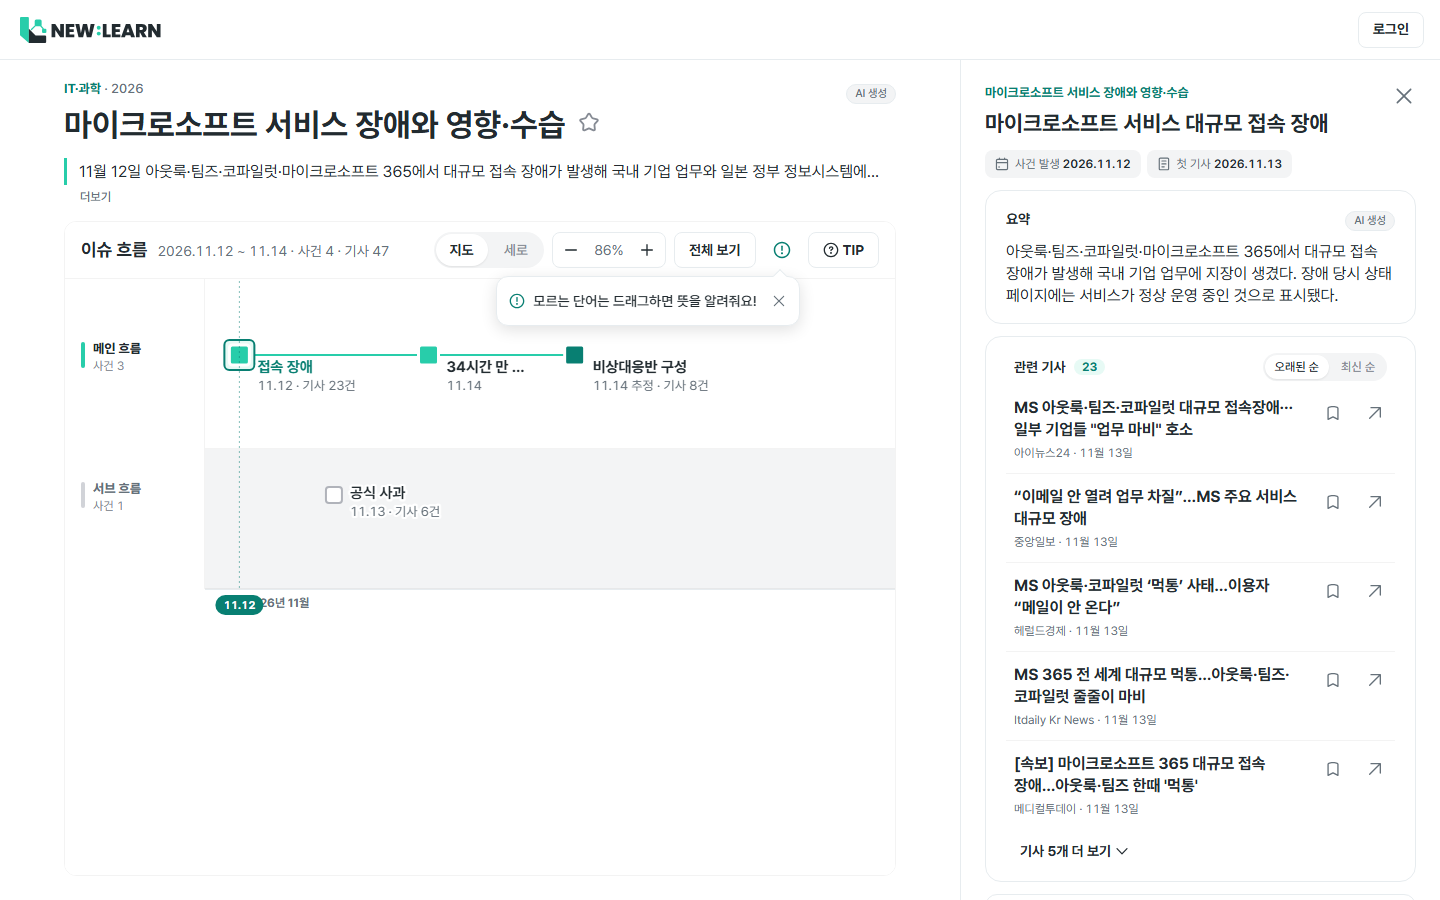 NEW:LEARN
로그인
IT·과학 · 2026
AI 생성
마이크로소프트 서비스 장애와 영향·수습
11월 12일 아웃룩·팀즈·코파일럿·마이크로소프트 365에서 대규모 접속 장애가 발생해 국내 기업 업무와 일본 정부 정보시스템에...
더보기
이슈 흐름 2026.11.12 ~ 11.14 · 사건 4 · 기사 47
지도 세로
86%
전체 보기
TIP
모르는 단어는 드래그하면 뜻을 알려줘요!
메인 흐름
사건 3
접속 장애
11.12 · 기사 23건
34시간 만 ...
11.14
비상대응반 구성
11.14 추정 · 기사 8건
서브 흐름
사건 1
공식 사과
11.13 · 기사 6건
11.12
26년 11월
마이크로소프트 서비스 장애와 영향·수습
마이크로소프트 서비스 대규모 접속 장애
사건 발생 2026.11.12
첫 기사 2026.11.13
요약
AI 생성
아웃룩·팀즈·코파일럿·마이크로소프트 365에서 대규모 접속
장애가 발생해 국내 기업 업무에 지장이 생겼다. 장애 당시 상태
페이지에는 서비스가 정상 운영 중인 것으로 표시됐다.
관련 기사 23
오래된 순 최신 순
MS 아웃룩·팀즈·코파일럿 대규모 접속장애…
일부 기업들 "업무 마비" 호소
아이뉴스24 · 11월 13일
“이메일 안 열려 업무 차질”...MS 주요 서비스
대규모 장애
중앙일보 · 11월 13일
MS 아웃룩·코파일럿 ‘먹통’ 사태...이용자
“메일이 안 온다”
헤럴드경제 · 11월 13일
MS 365 전 세계 대규모 먹통...아웃룩·팀즈·
코파일럿 줄줄이 마비
Itdaily Kr News · 11월 13일
[속보] 마이크로소프트 365 대규모 접속
장애...아웃룩·팀즈 한때 '먹통'
메디컬투데이 · 11월 13일
기사 5개 더 보기